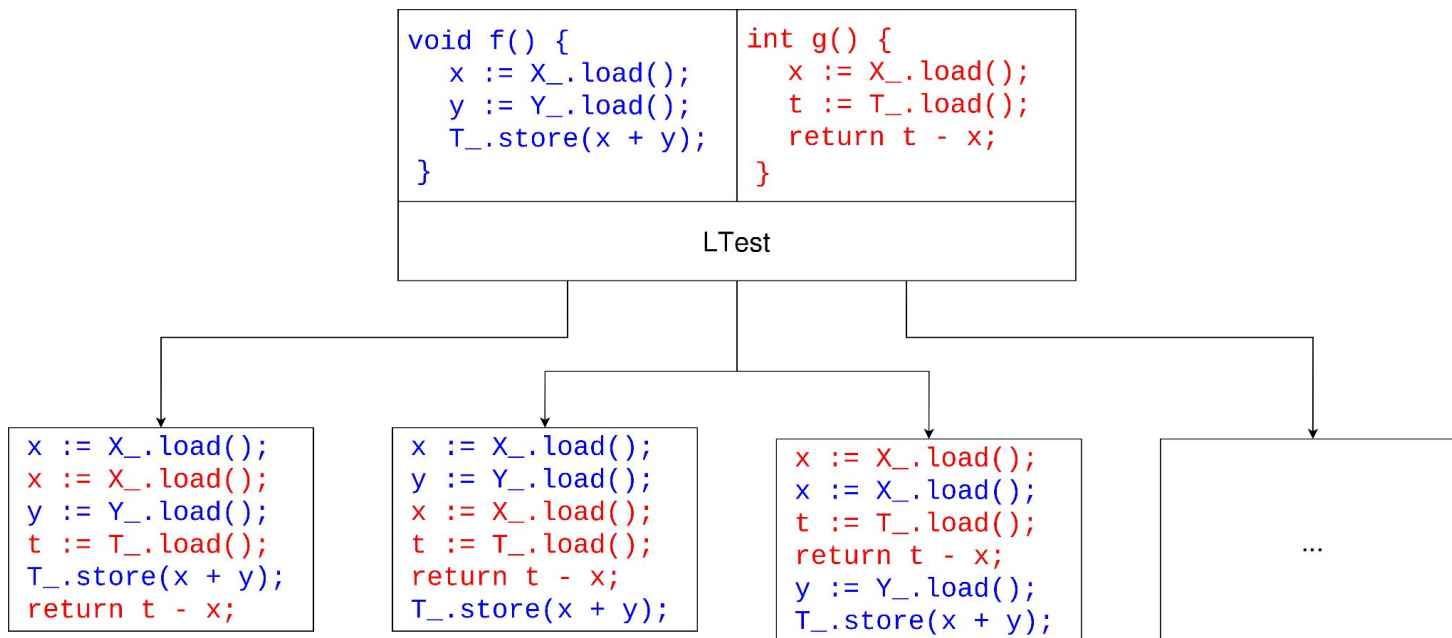 void f() {
x := X_.load();
y := Y_.load();
T_.store(x + y);
}
int g() {
x := X_.load();
t := T_.load();
return t - x;
}
LTest
x := X_.load();
x := X_.load();
y := Y_.load();
t := T_.load();
T_.store(x + y);
return t - x;
x := X_.load();
y := Y_.load();
x := X_.load();
t := T_.load();
return t - x;
T_.store(x + y);
x := X_.load();
x := X_.load();
t := T_.load();
return t - x;
y := Y_.load();
T_.store(x + y);
...